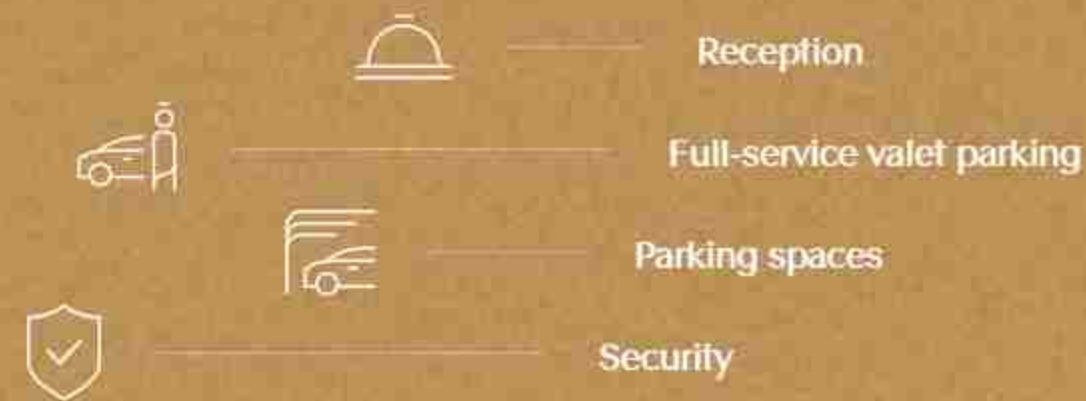 Reception
Full-service valet parking
Parking spaces
Security